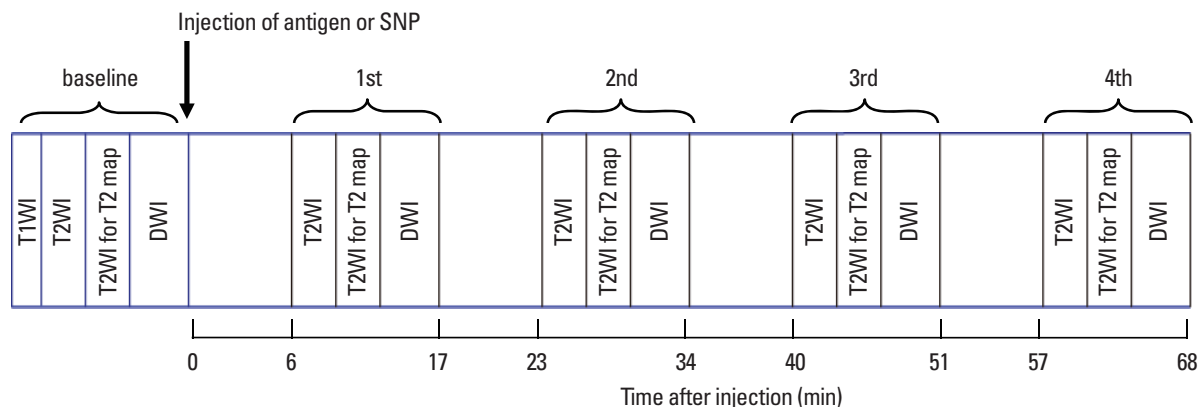 Injection of antigen or SNP
baseline
1st
2nd
3rd
4th
T1WI
T2WI
T2WI for T2 map
DWI
T2WI
T2WI for T2 map
DWI
T2WI
T2WI for T2 map
DWI
T2WI
T2WI for T2 map
DWI
T2WI
T2WI for T2 map
DWI
0 6 17 23 34 40 51 57 68
Time after injection (min)